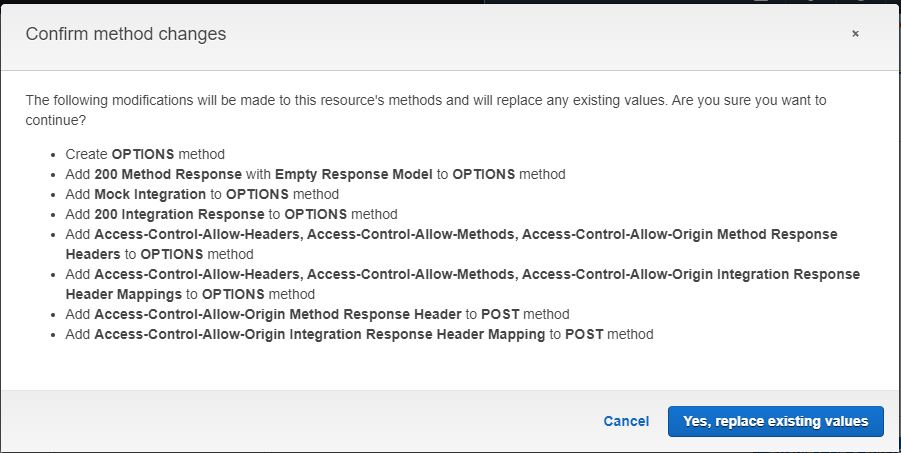 Confirm method changes
×
The following modifications will be made to this resource's methods and will replace any existing values. Are you sure you want to
continue?
• Create OPTIONS method
• Add 200 Method Response with Empty Response Model to OPTIONS method
• Add Mock Integration to OPTIONS method
• Add 200 Integration Response to OPTIONS method
• Add Access-Control-Allow-Headers, Access-Control-Allow-Methods, Access-Control-Allow-Origin Method Response
Headers to OPTIONS method
• Add Access-Control-Allow-Headers, Access-Control-Allow-Methods, Access-Control-Allow-Origin Integration Response
Header Mappings to OPTIONS method
• Add Access-Control-Allow-Origin Method Response Header to POST method
• Add Access-Control-Allow-Origin Integration Response Header Mapping to POST method
Cancel
Yes, replace existing values